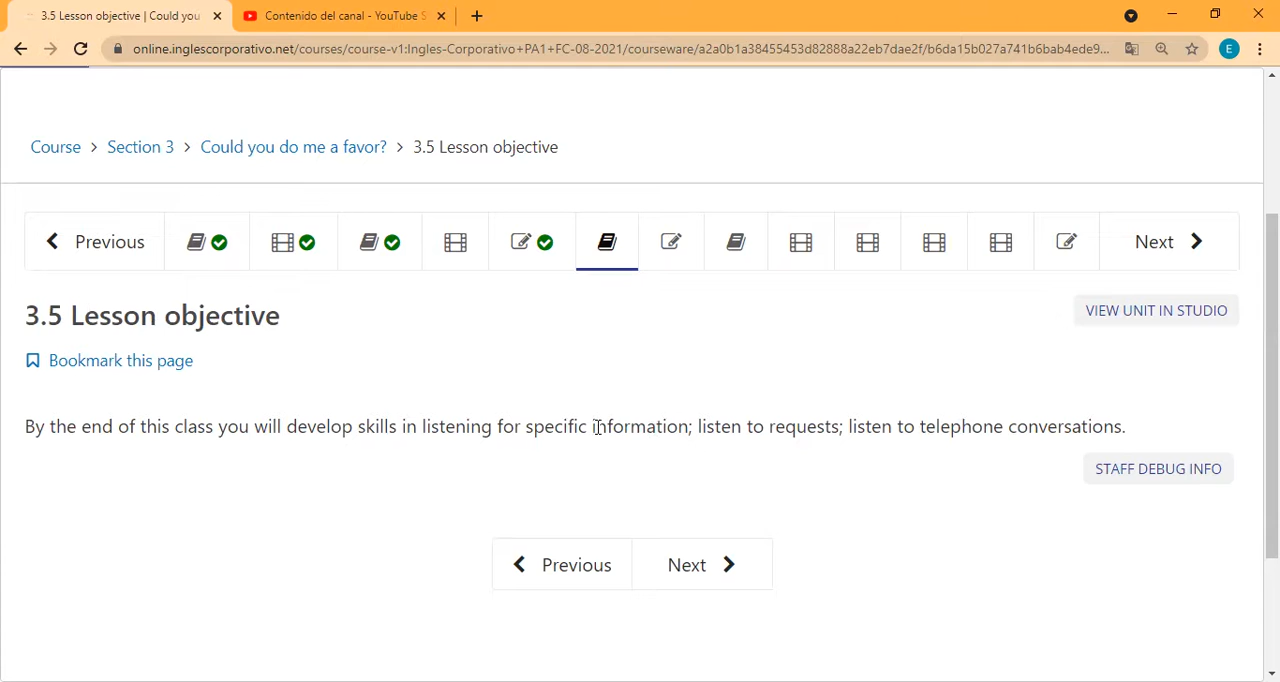 3.5 Lesson objective | Could you
Contenido del canal - YouTube S
online.inglescorporativo.net/courses/course-v1:Ingles-Corporativo+PA1+FC-08-2021/courseware/a2a0b1a38455453d82888a22eb7dae2f/b6da15b027a741b6bab4ede9...
E
Course > Section 3 > Could you do me a favor? > 3.5 Lesson objective
Previous
Next
3.5 Lesson objective
VIEW UNIT IN STUDIO
Bookmark this page
By the end of this class you will develop skills in listening for specific information; listen to requests; listen to telephone conversations.
STAFF DEBUG INFO
Previous
Next